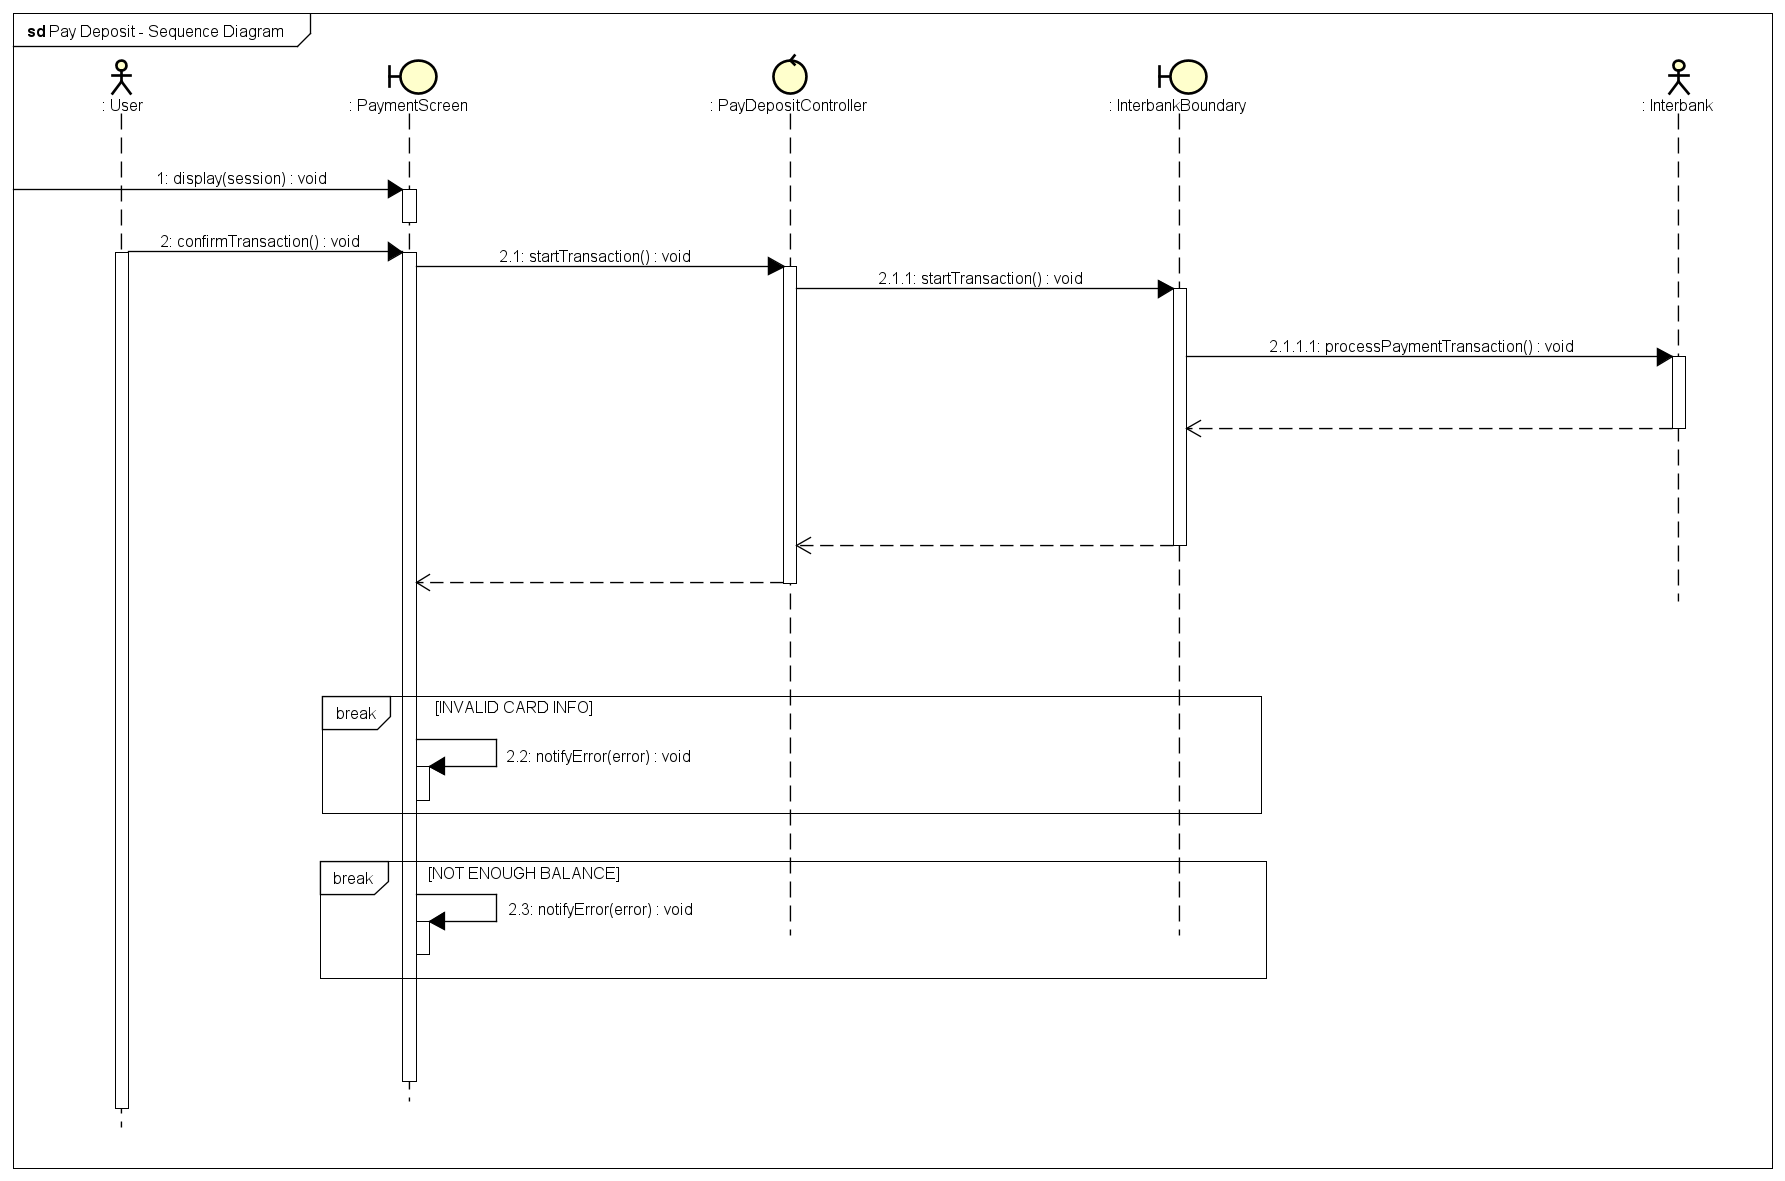 sd Pay Deposit - Sequence Diagram
: User
: PaymentScreen
: PayDepositController
: InterbankBoundary
: Interbank
1: display(session) : void
2: confirmTransaction() : void
2.1: startTransaction() : void
2.1.1: startTransaction() : void
2.1.1.1: processPaymentTransaction() : void
break
[INVALID CARD INFO]
2.2: notifyError(error) : void
break
[NOT ENOUGH BALANCE]
2.3: notifyError(error) : void